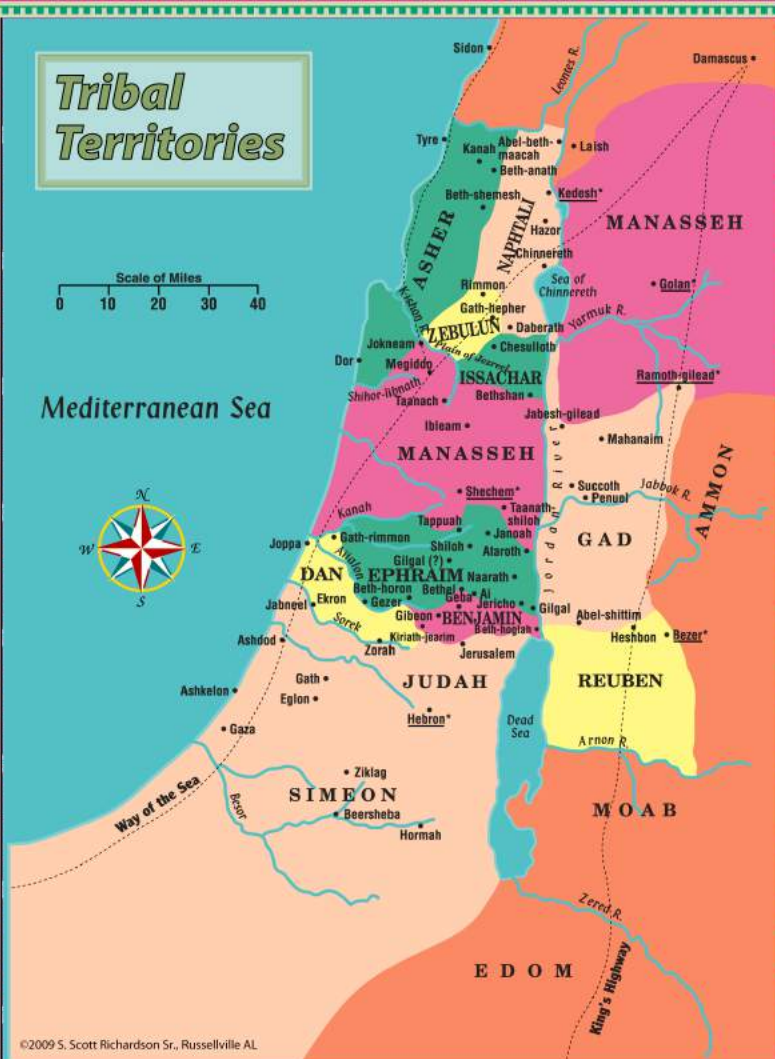 Tribal
Territories
Sidon
Damascus
Leontes R.
Tyre
Kanah
Abel-beth-
maacah
Laish
Beth-anath
Beth-shemesh
Kedesh*
ASHER
NAPHTALI
MANASSEH
Hazor
Chinnereth
Scale of Miles
0 10 20 30 40
Rimmon
Sea of
Chinnereth
Golan*
Kishon R.
Gath-hepher
ZEBULUN
Daberath
Yarmuk R.
Jokneam
Plain of Jezreel
Chesulloth
Dor
Megiddo
ISSACHAR
Ramoth-gilead*
Shihor-libnath
Taanach
Bethshan
Mediterranean Sea
Jabesh-gilead
Ibleam
Mahanaim
MANASSEH
Jordan River
AMMON
Shechem*
Succoth
Penuel
Jabbok R.
N
W E
S
Kanah
Taanath-
shiloh
Tappuah
Janoah
GAD
Joppa
Gath-rimmon
Aijalon
Shiloh
Ataroth
Gilgal (?)
DAN
EPHRAIM
Naarath
Beth-horon
Bethel
Ai
Jabneel
Ekron
Gezer
Geba
Jericho
Gilgal
Abel-shittim
Sorek
Gibeon
BENJAMIN
Beth-hoglah
Kiriath-jearim
Heshbon
Bezer*
Ashdod
Zorah
Jerusalem
Gath
JUDAH
REUBEN
Ashkelon
Eglon
Hebron*
Gaza
Dead
Sea
Arnon R.
Ziklag
Way of the Sea
Besor
SIMEON
Beersheba
MOAB
Hormah
Zered R.
EDOM
King's Highway
©2009 S. Scott Richardson Sr., Russellville AL